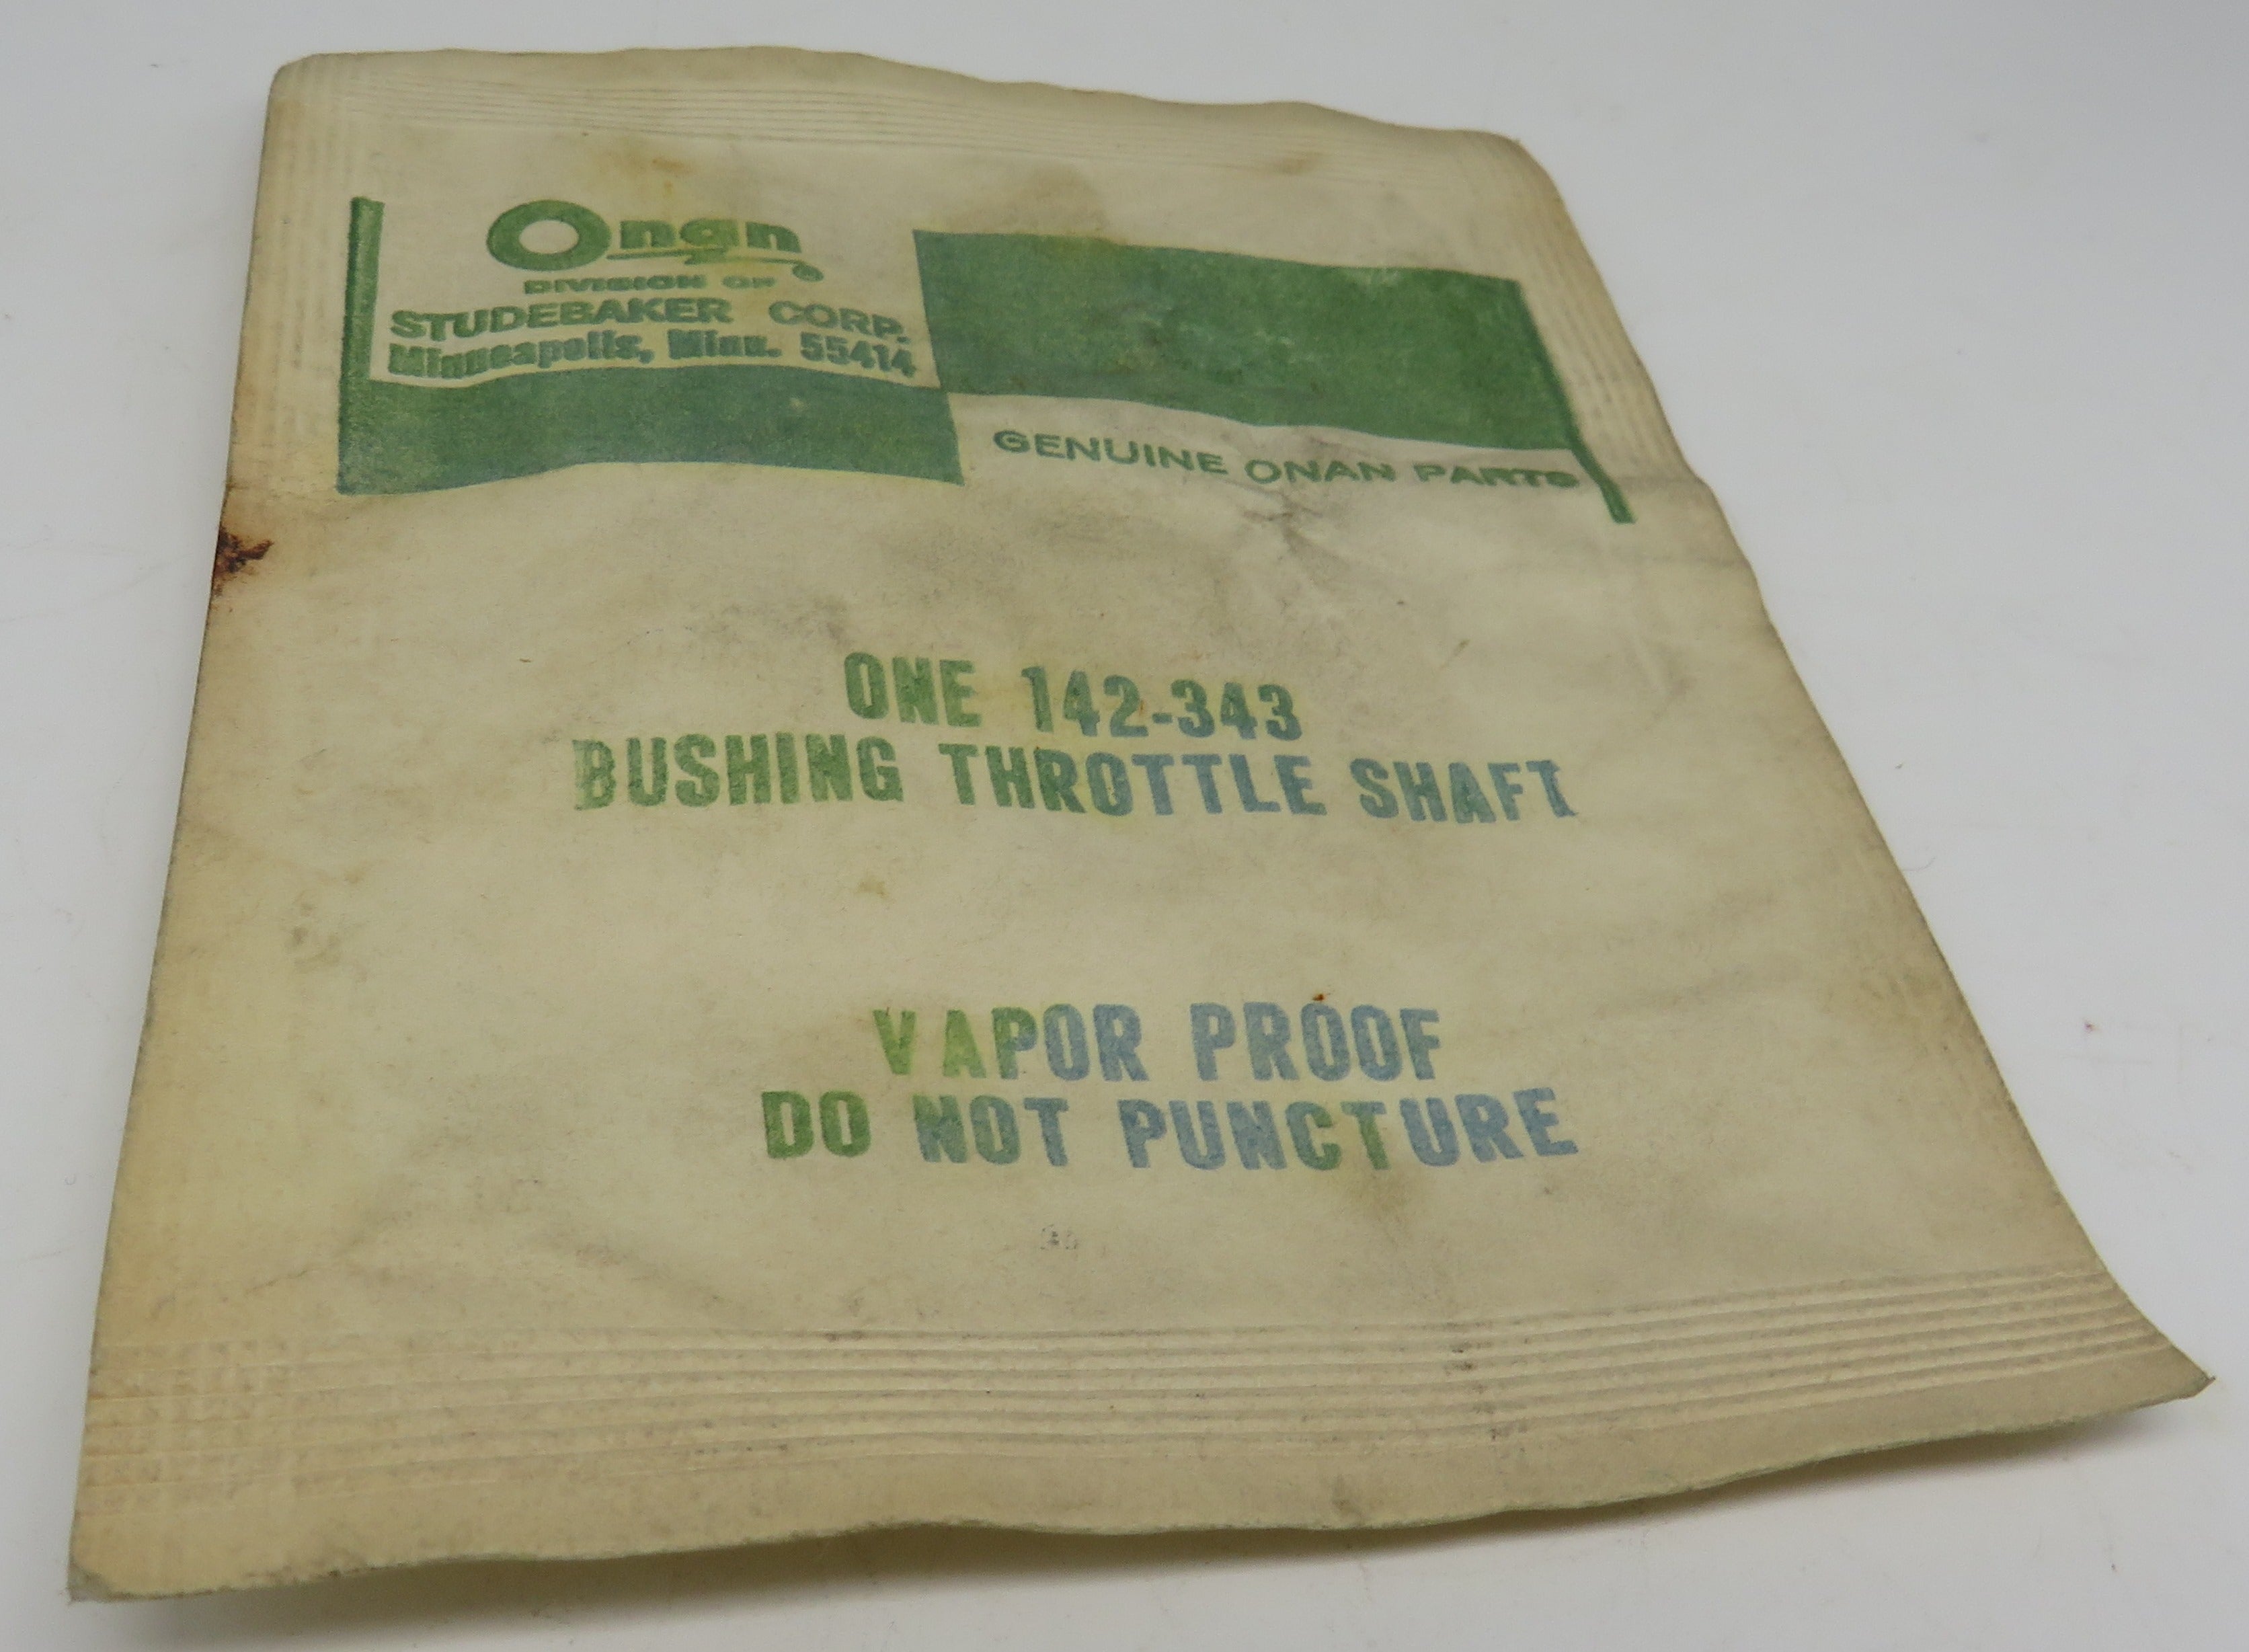 Onan
DIVISION OF
STUDEBAKER CORP.
Minneapolis, Minn. 55414
GENUINE ONAN PARTS
ONE 142-343
BUSHING THROTTLE SHAFT
VAPOR PROOF
DO NOT PUNCTURE